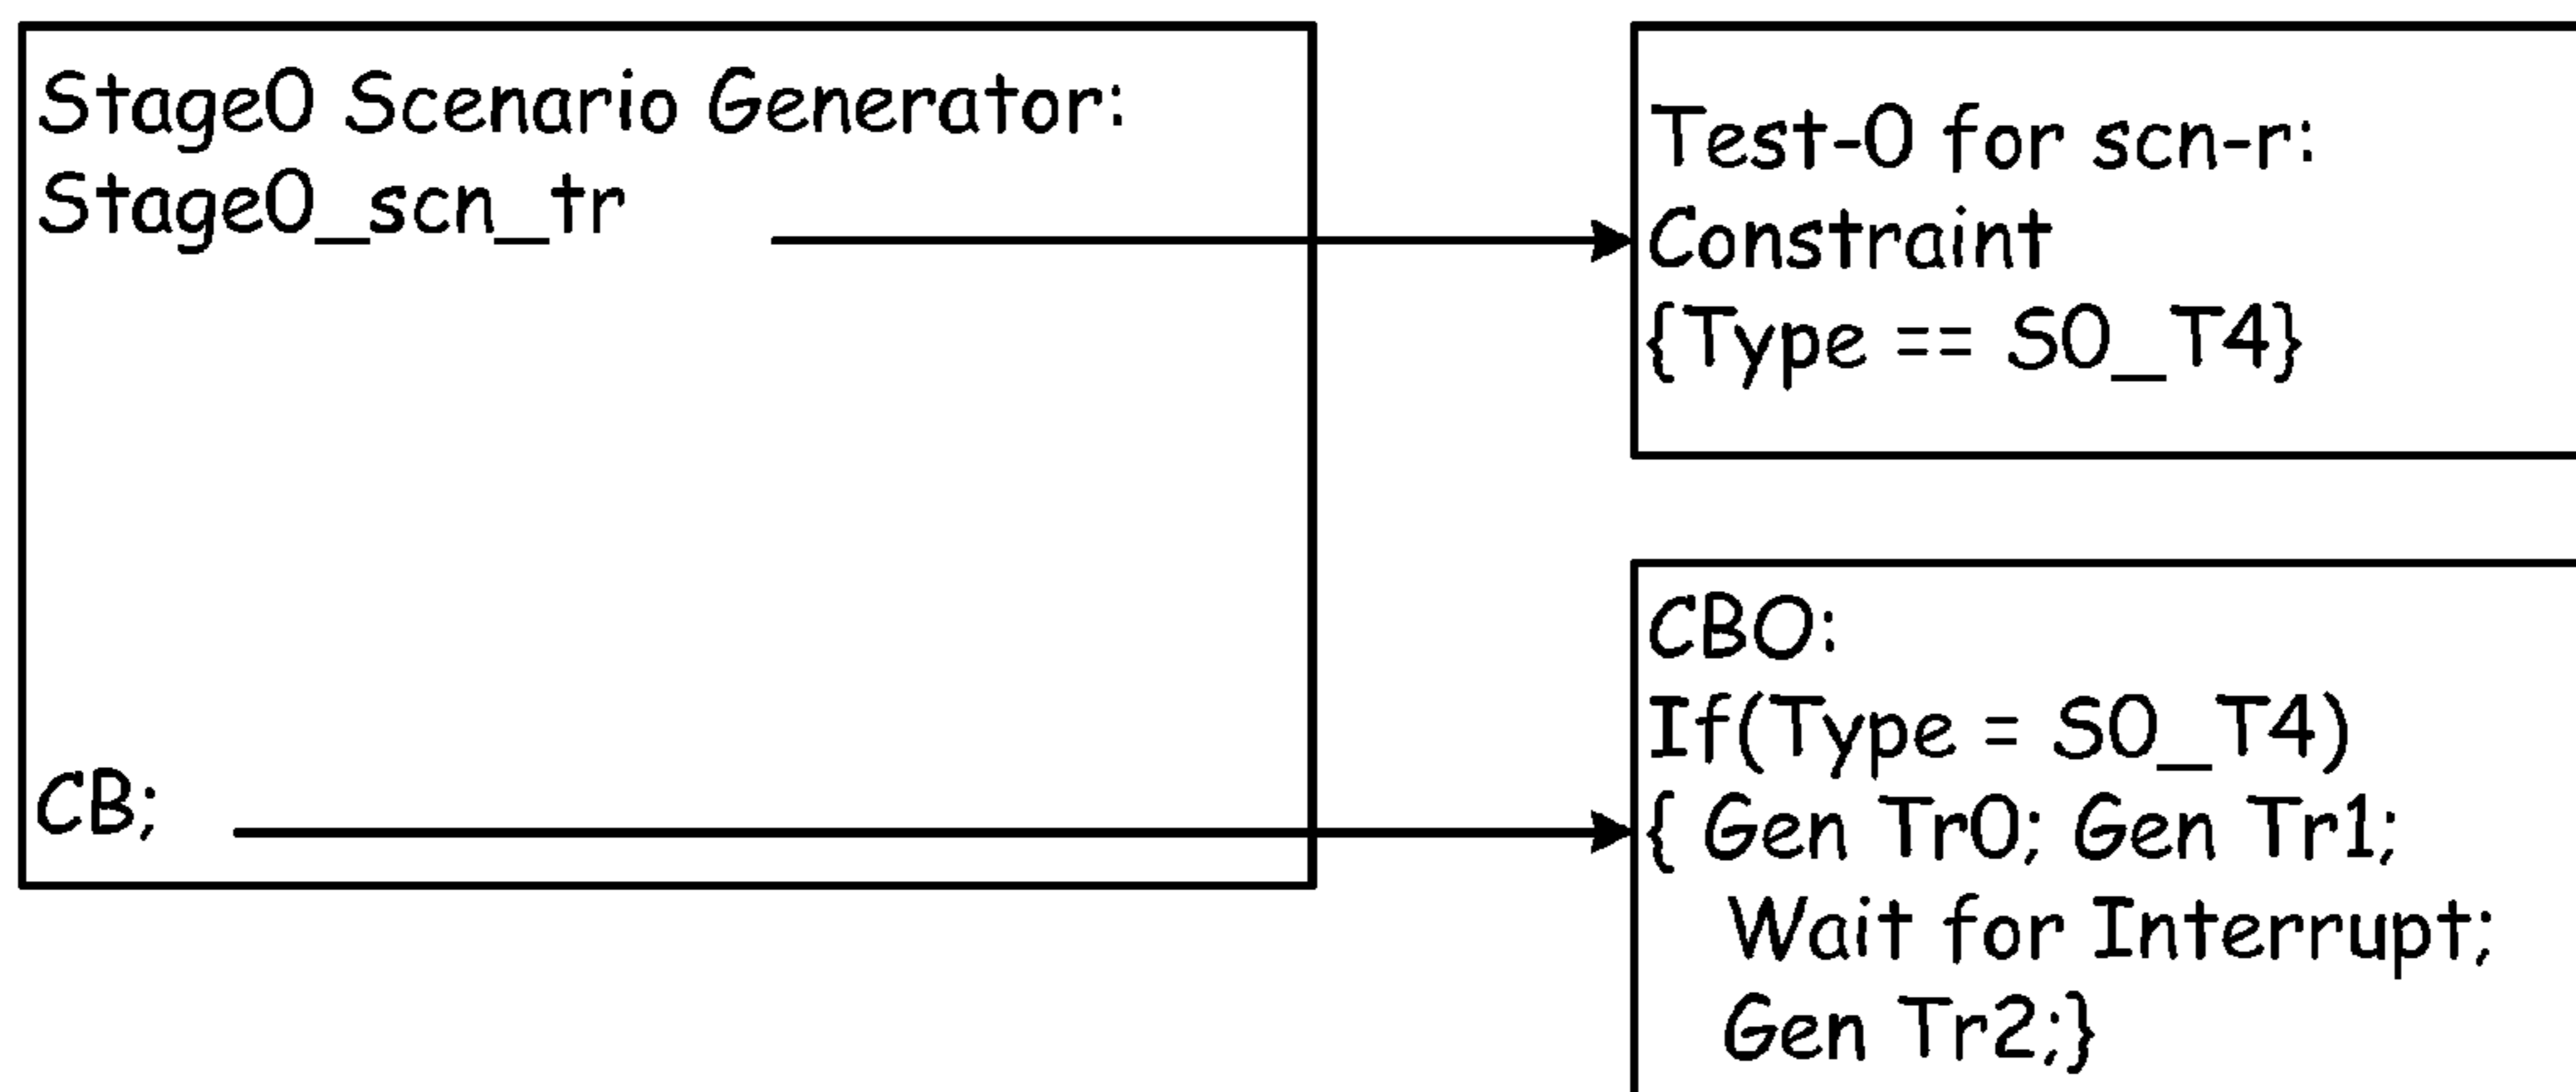 Stage0 Scenario Generator:
Stage0_scn_tr
CB;
Test-0 for scn-r:
Constraint
{Type == S0_T4}
CBO:
If(Type = S0_T4)
{ Gen Tr0; Gen Tr1;
Wait for Interrupt;
Gen Tr2;}